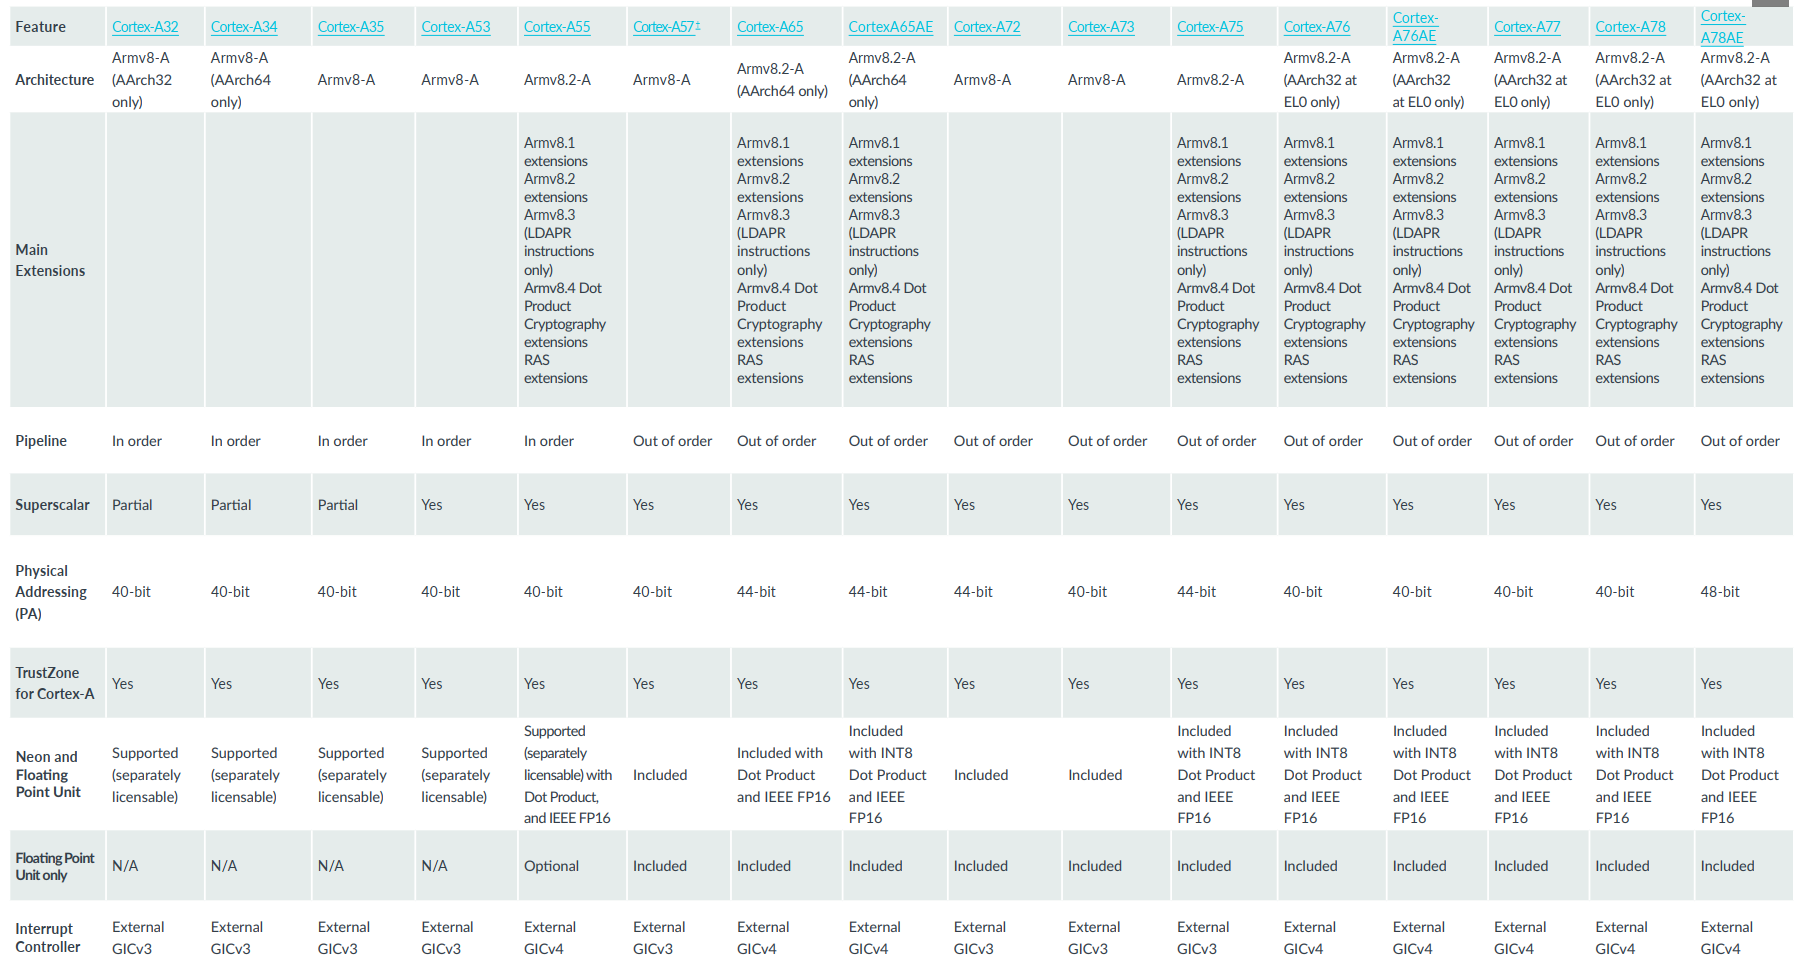 Feature Cortex-A32 Cortex-A34 Cortex-A35 Cortex-A53 Cortex-A55 Cortex-A57‡ Cortex-A65 CortexA65AE Cortex-A72 Cortex-A73 Cortex-A75 Cortex-A76 Cortex-A76AE Cortex-A77 Cortex-A78 Cortex-A78AE
Architecture
Armv8-A
(AArch32
only)
Armv8-A
(AArch64
only)
Armv8-A
Armv8-A
Armv8.2-A
Armv8-A
Armv8.2-A
(AArch64 only)
Armv8.2-A
(AArch64
only)
Armv8-A
Armv8-A
Armv8.2-A
Armv8.2-A
(AArch32 at
EL0 only)
Armv8.2-A
(AArch32
at EL0 only)
Armv8.2-A
(AArch32 at
EL0 only)
Armv8.2-A
(AArch32 at
EL0 only)
Armv8.2-A
(AArch32 at
EL0 only)
Main
Extensions
Armv8.1
extensions
Armv8.2
extensions
Armv8.3
(LDAPR
instructions
only)
Armv8.4 Dot
Product
Cryptography
extensions
RAS
extensions
Armv8.1
extensions
Armv8.2
extensions
Armv8.3
(LDAPR
instructions
only)
Armv8.4 Dot
Product
Cryptography
extensions
RAS
extensions
Armv8.1
extensions
Armv8.2
extensions
Armv8.3
(LDAPR
instructions
only)
Armv8.4 Dot
Product
Cryptography
extensions
RAS
extensions
Armv8.1
extensions
Armv8.2
extensions
Armv8.3
(LDAPR
instructions
only)
Armv8.4 Dot
Product
Cryptography
extensions
RAS
extensions
Armv8.1
extensions
Armv8.2
extensions
Armv8.3
(LDAPR
instructions
only)
Armv8.4 Dot
Product
Cryptography
extensions
RAS
extensions
Armv8.1
extensions
Armv8.2
extensions
Armv8.3
(LDAPR
instructions
only)
Armv8.4 Dot
Product
Cryptography
extensions
RAS
extensions
Armv8.1
extensions
Armv8.2
extensions
Armv8.3
(LDAPR
instructions
only)
Armv8.4 Dot
Product
Cryptography
extensions
RAS
extensions
Armv8.1
extensions
Armv8.2
extensions
Armv8.3
(LDAPR
instructions
only)
Armv8.4 Dot
Product
Cryptography
extensions
RAS
extensions
Armv8.1
extensions
Armv8.2
extensions
Armv8.3
(LDAPR
instructions
only)
Armv8.4 Dot
Product
Cryptography
extensions
RAS
extensions
Pipeline In order In order In order In order In order Out of order Out of order Out of order Out of order Out of order Out of order Out of order Out of order Out of order Out of order Out of order
Superscalar Partial Partial Partial Yes Yes Yes Yes Yes Yes Yes Yes Yes Yes Yes Yes Yes
Physical
Addressing
(PA)
40-bit 40-bit 40-bit 40-bit 40-bit 40-bit 44-bit 44-bit 44-bit 40-bit 44-bit 40-bit 40-bit 40-bit 40-bit 48-bit
TrustZone
for Cortex-A
Yes Yes Yes Yes Yes Yes Yes Yes Yes Yes Yes Yes Yes Yes Yes Yes
Neon and
Floating
Point Unit
Supported
(separately
licensable)
Supported
(separately
licensable)
Supported
(separately
licensable)
Supported
(separately
licensable)
Supported
(separately
licensable) with
Dot Product,
and IEEE FP16
Included
Included with
Dot Product
and IEEE FP16
Included
with INT8
Dot Product
and IEEE
FP16
Included
Included
Included
with INT8
Dot Product
and IEEE
FP16
Included
with INT8
Dot Product
and IEEE
FP16
Included
with INT8
Dot Product
and IEEE
FP16
Included
with INT8
Dot Product
and IEEE
FP16
Included
with INT8
Dot Product
and IEEE
FP16
Included
with INT8
Dot Product
and IEEE
FP16
Floating Point
Unit only
N/A N/A N/A N/A Optional Included Included Included Included Included Included Included Included Included Included Included
Interrupt
Controller
External
GICv3
External
GICv3
External
GICv3
External
GICv3
External
GICv4
External
GICv3
External
GICv4
External
GICv4
External
GICv3
External
GICv3
External
GICv3
External
GICv4
External
GICv4
External
GICv4
External
GICv4
External
GICv4